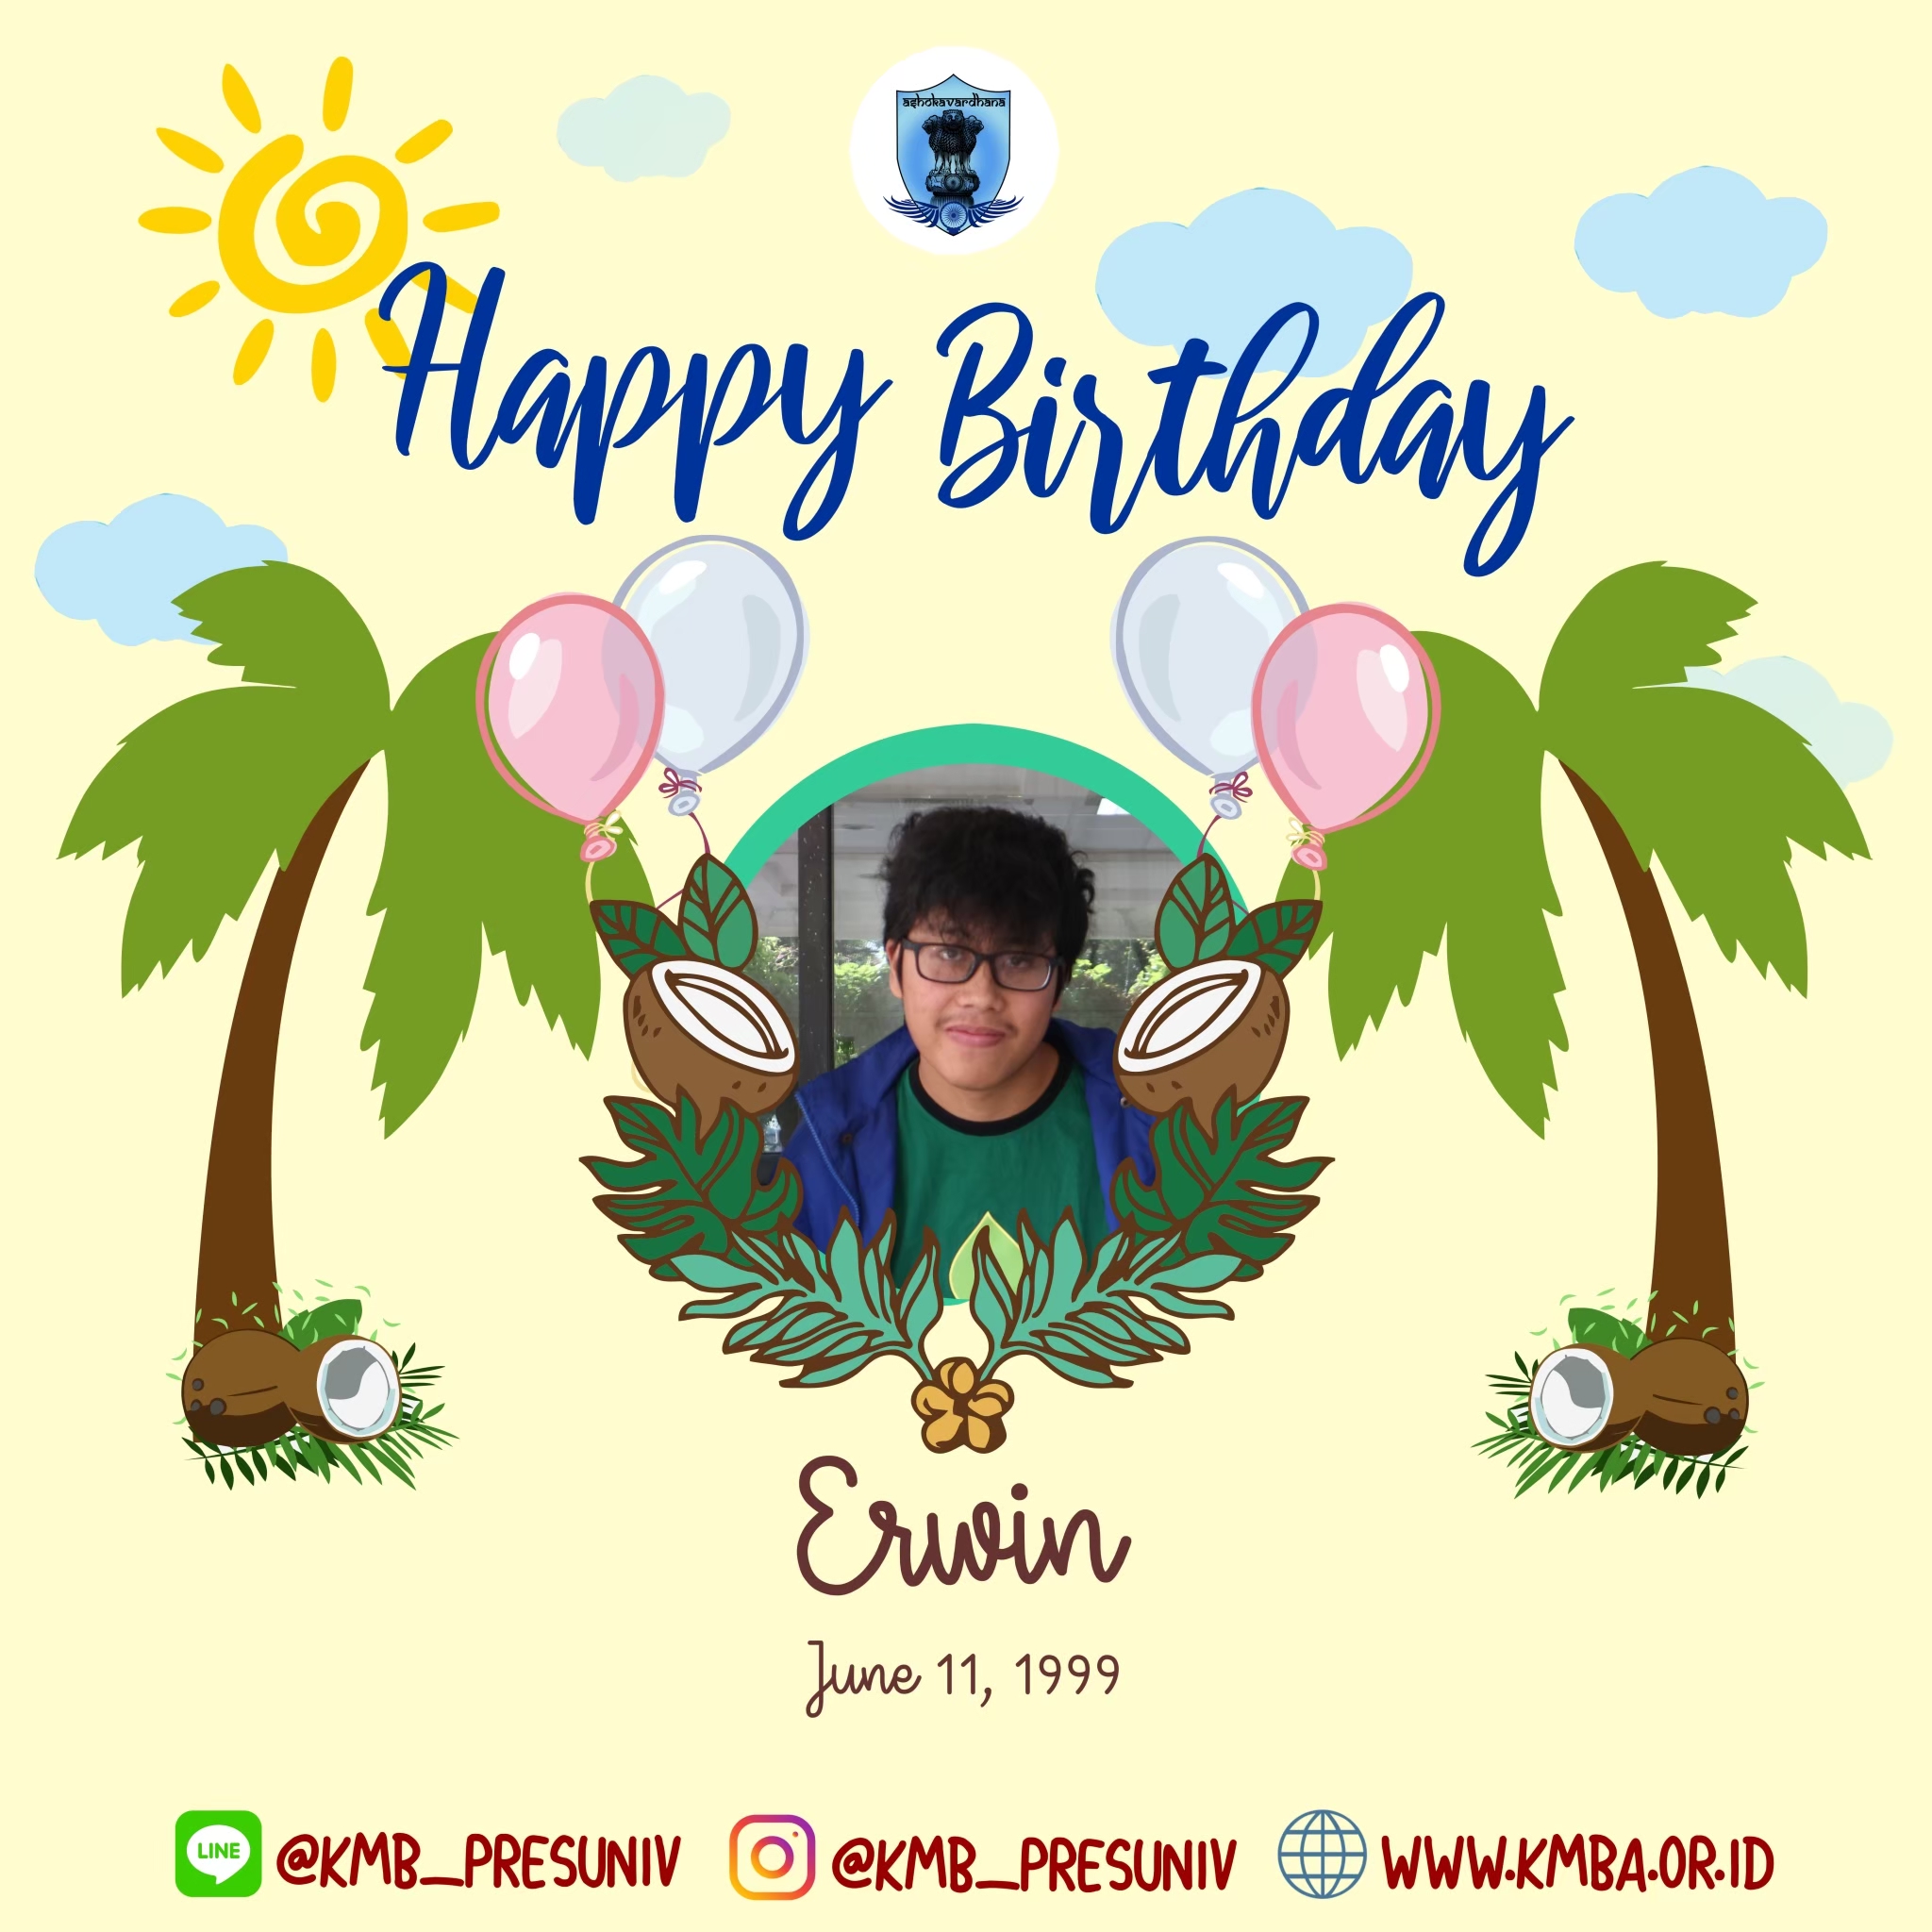 ashokavardhana
Happy Birthday
Erwin
June 11, 1999
LINE @KMB_PRESUNIV @KMB_PRESUNIV WWW.KMBA.OR.ID